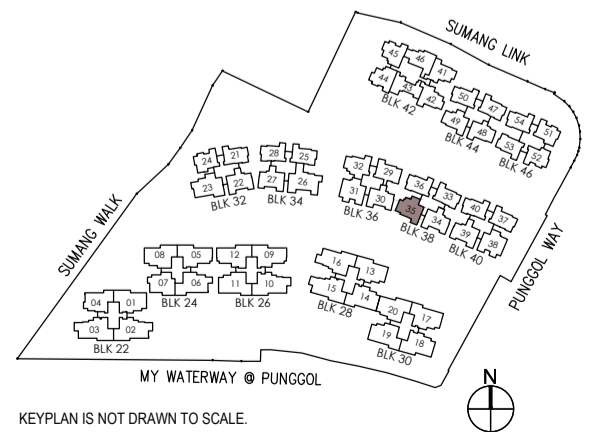 SUMANG LINK
45 46 41
44 43 42
BLK 42
50 47
49 48
BLK 44
54 51
53 52
BLK 46
24 21
23 22
BLK 32
28 25
27 26
BLK 34
32 29
31 30
BLK 36
36 33
35 34
BLK 38
40 37
39 38
BLK 40
SUMANG WALK
PUNGGOL WAY
08 05
07 06
BLK 24
12 09
11 10
BLK 26
16 13
15 14
BLK 28
20 17
19 18
BLK 30
04 01
03 02
BLK 22
MY WATERWAY @ PUNGGOL
N
KEYPLAN IS NOT DRAWN TO SCALE.